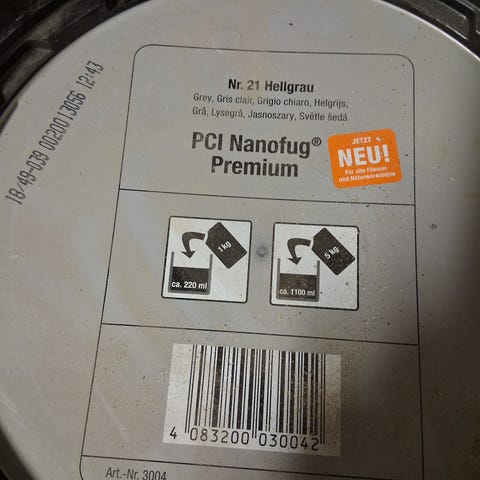 18/49-039 0020013056 12:43
Nr. 21 Hellgrau
Grey, Gris clair, Grigio chiaro, Helgrijs,
Grå, Lysegrå, Jasnoszary, Světle šedá
PCI Nanofug®
Premium
JETZT
NEU!
Für alle Fliesen
und Naturwerksteine
1 kg
ca. 220 ml
5 kg
ca. 1100 ml
4 083200 030042
Art.-Nr. 3004